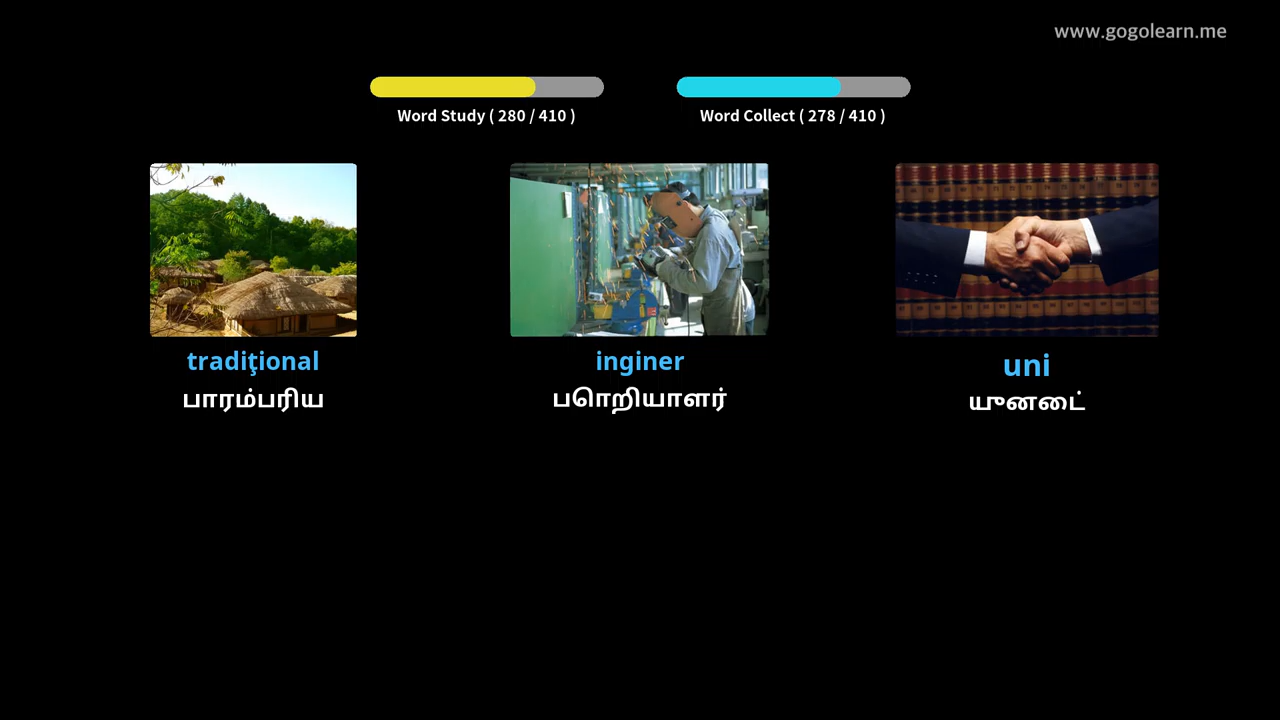 www.gogolearn.me
Word Study ( 280 / 410 )
Word Collect ( 278 / 410 )
tradiţional
inginer
uni
பாரம்பரிய
பொறியாளர்
யுனைட்